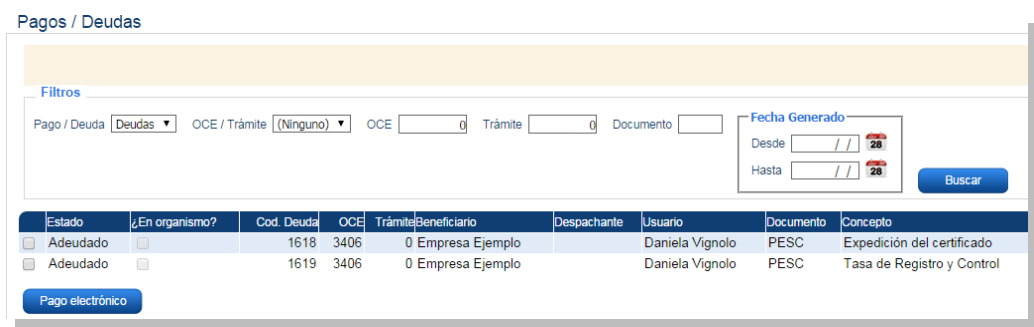 Pagos / Deudas
Filtros
Pago / Deuda Deudas OCE / Trámite (Ninguno) OCE 0 Trámite 0 Documento
Fecha Generado
Desde / / 28
Hasta / / 28
Buscar
Estado ¿En organismo? Cod. Deuda OCE Trámite Beneficiario Despachante Usuario Documento Concepto
Adeudado 1618 3406 0 Empresa Ejemplo Daniela Vignolo PESC Expedición del certificado
Adeudado 1619 3406 0 Empresa Ejemplo Daniela Vignolo PESC Tasa de Registro y Control
Pago electrónico